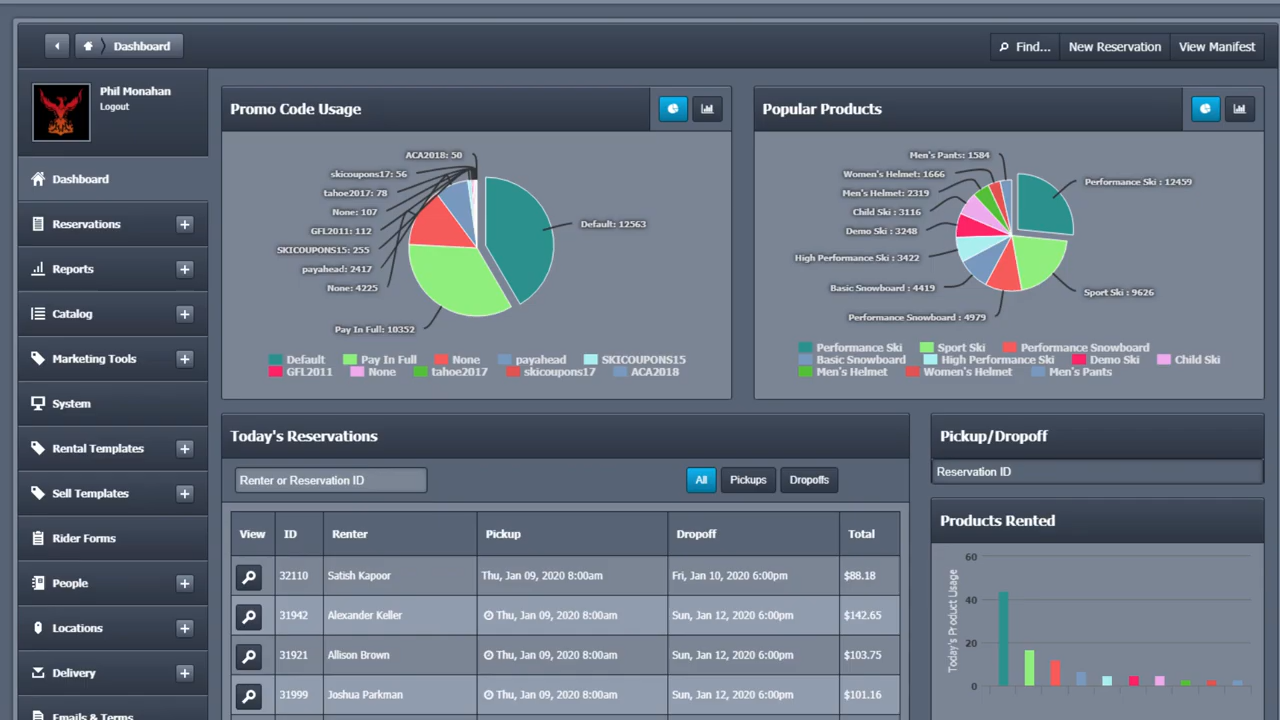 Dashboard
Find...
New Reservation
View Manifest
Phil Monahan
Logout
Dashboard
Reservations
Reports
Catalog
Marketing Tools
System
Rental Templates
Sell Templates
Rider Forms
People
Locations
Delivery
Emails & Terms
Promo Code Usage
ACA2018: 50
skicoupons17: 56
tahoe2017: 78
None: 107
GFL2011: 112
SKICOUPONS15: 255
payahead: 2417
None: 4225
Pay In Full: 10352
Default: 12563
Default Pay In Full None payahead SKICOUPONS15
GFL2011 None tahoe2017 skicoupons17 ACA2018
Popular Products
Men's Pants: 1584
Women's Helmet: 1666
Men's Helmet: 2319
Child Ski : 3116
Demo Ski : 3248
High Performance Ski : 3422
Basic Snowboard : 4419
Performance Snowboard : 4979
Performance Ski : 12459
Sport Ski : 9626
Performance Ski Sport Ski Performance Snowboard
Basic Snowboard High Performance Ski Demo Ski Child Ski
Men's Helmet Women's Helmet Men's Pants
Today's Reservations
Renter or Reservation ID
All
Pickups
Dropoffs
View ID Renter Pickup Dropoff Total
32110 Satish Kapoor Thu, Jan 09, 2020 8:00am Fri, Jan 10, 2020 6:00pm $88.18
31942 Alexander Keller Thu, Jan 09, 2020 8:00am Sun, Jan 12, 2020 6:00pm $142.65
31921 Allison Brown Thu, Jan 09, 2020 8:00am Sun, Jan 12, 2020 6:00pm $103.75
31999 Joshua Parkman Thu, Jan 09, 2020 8:00am Sun, Jan 12, 2020 6:00pm $101.16
Pickup/Dropoff
Reservation ID
Products Rented
Today's Product Usage
60
40
20
0